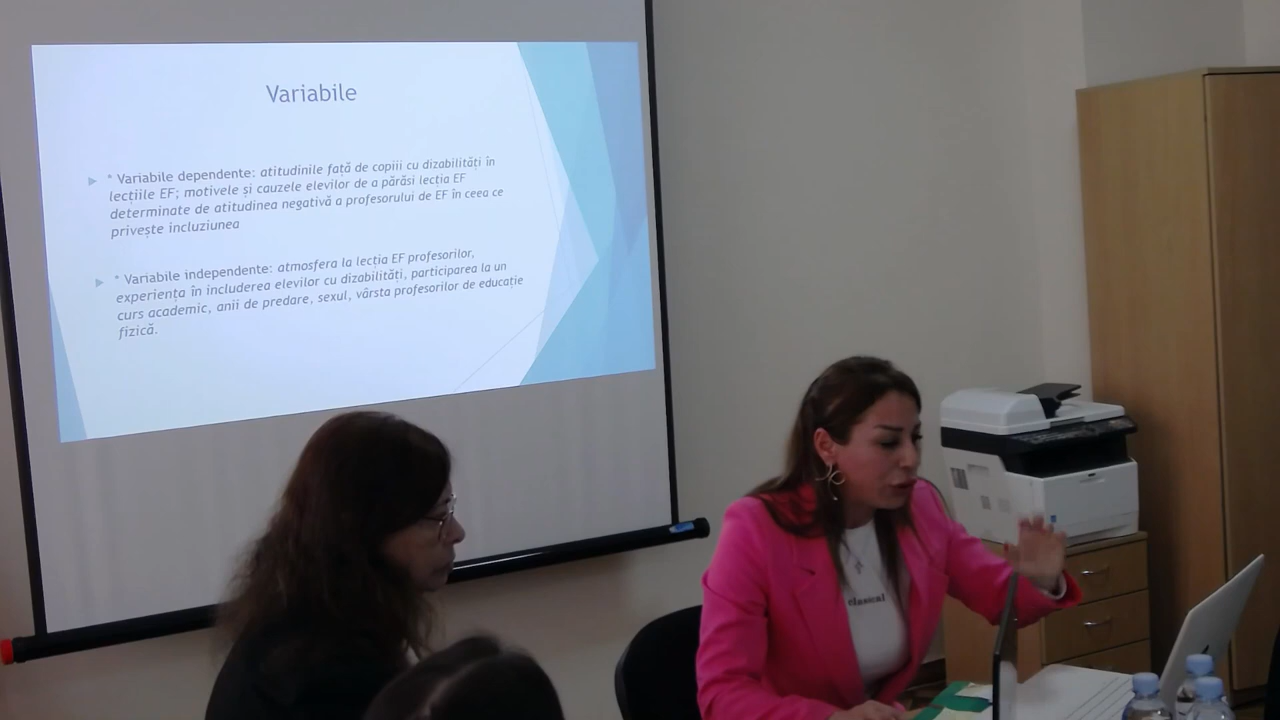 Variabile
* Variabile dependente: atitudinile față de copiii cu dizabilități în
lecțiile EF; motivele și cauzele elevilor de a părăsi lecția EF
determinate de atitudinea negativă a profesorului de EF în ceea ce
privește incluziunea
* Variabile independente: atmosfera la lecția EF profesorilor,
experiența în includerea elevilor cu dizabilități, participarea la un
curs academic, anii de predare, sexul, vârsta profesorilor de educație
fizică.
clasical